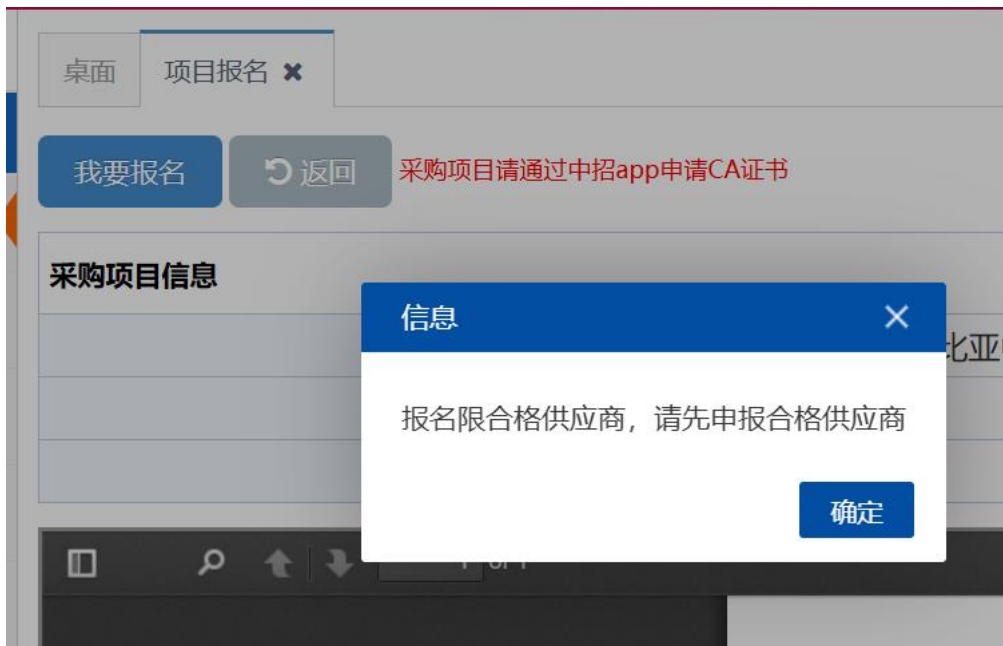 桌面 项目报名
我要报名 返回 采购项目请通过中招app申请CA证书
采购项目信息
信息
比亚
报名限合格供应商，请先申报合格供应商
确定